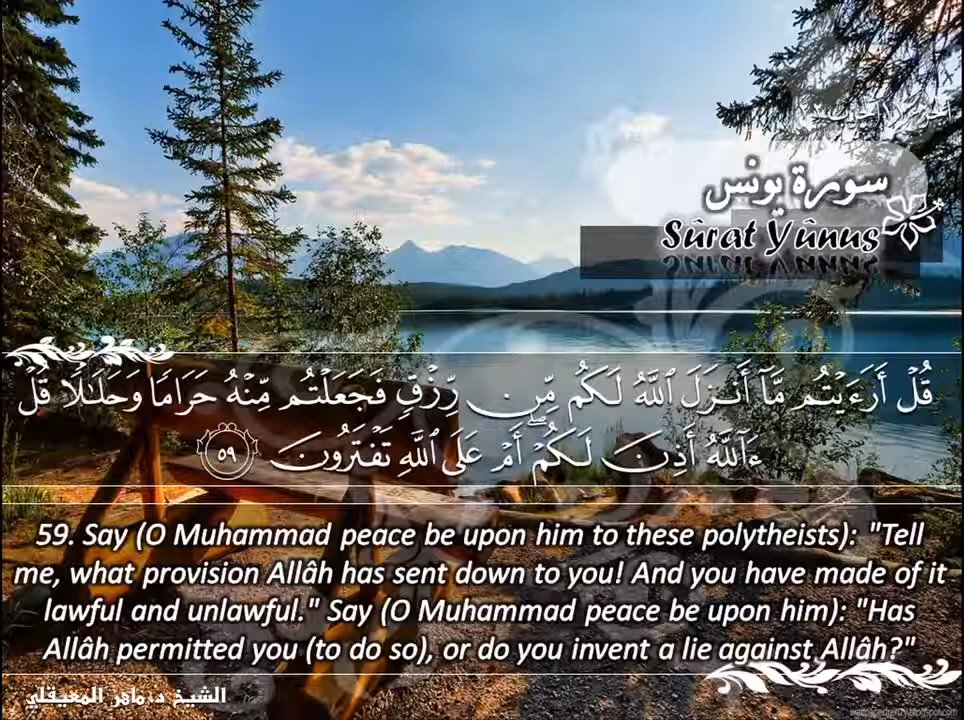 سورة يونس
Sûrat Yûnus
قُلْ أَرَءَيْتُم مَّآ أَنزَلَ ٱللَّهُ لَكُم مِّن رِّزْقٍ فَجَعَلْتُم مِّنْهُ حَرَامًا وَحَلَٰلًا قُلْ
ءَآللَّهُ أَذِنَ لَكُمْ ۖ أَمْ عَلَى ٱللَّهِ تَفْتَرُونَ ٥٩
59. Say (O Muhammad peace be upon him to these polytheists): "Tell
me, what provision Allâh has sent down to you! And you have made of it
lawful and unlawful." Say (O Muhammad peace be upon him): "Has
Allâh permitted you (to do so), or do you invent a lie against Allâh?"
الشيخ د.ماهر المعيقلي